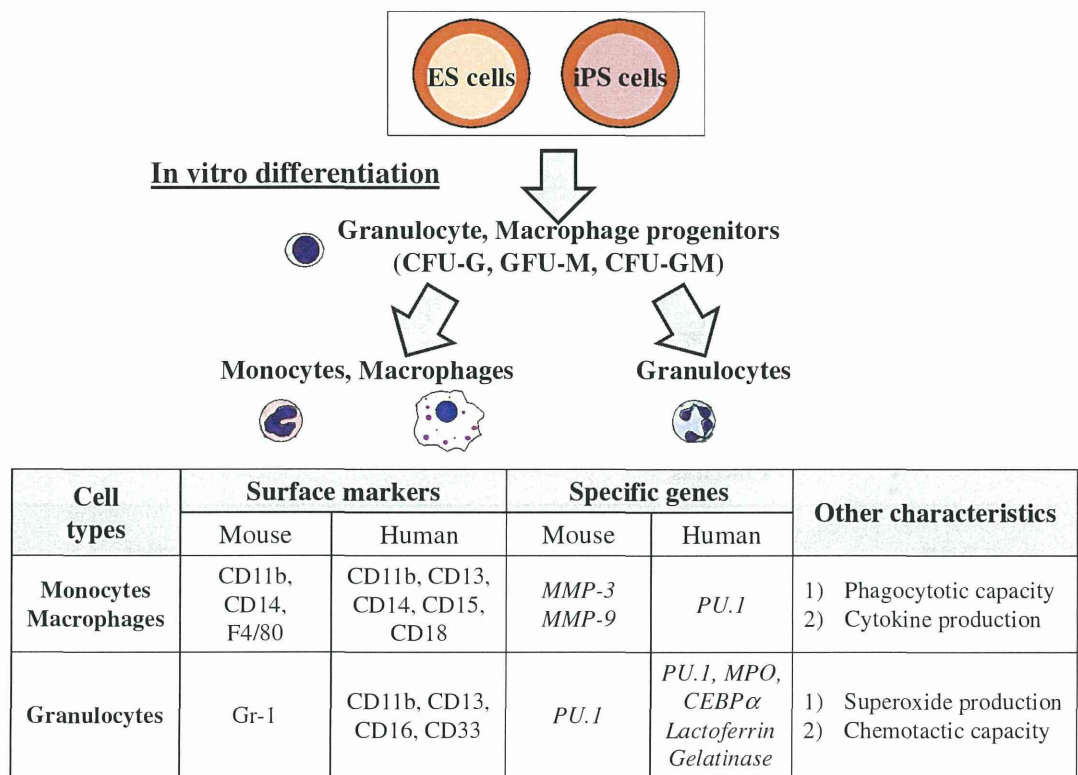 ES cells iPS cells
In vitro differentiation
Granulocyte, Macrophage progenitors
(CFU-G, GFU-M, CFU-GM)
Monocytes, Macrophages Granulocytes
Cell types Surface markers Specific genes Other characteristics
Mouse Human Mouse Human
Monocytes
Macrophages
CD11b,
CD14,
F4/80
CD11b, CD13,
CD14, CD15,
CD18
MMP-3
MMP-9
PU.1
1) Phagocytotic capacity
2) Cytokine production
Granulocytes
Gr-1
CD11b, CD13,
CD16, CD33
PU.1
PU.1, MPO,
CEBPα
Lactoferrin
Gelatinase
1) Superoxide production
2) Chemotactic capacity